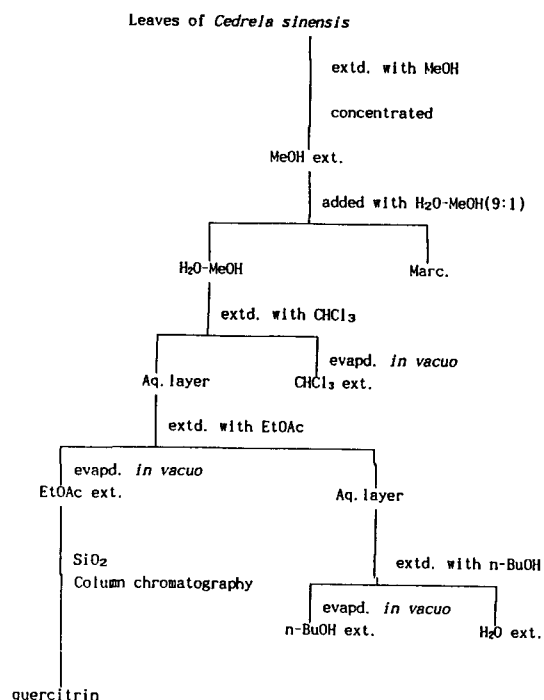 Leaves of Cedrela sinensis
extd. with MeOH
concentrated
MeOH ext.
added with H₂O-MeOH(9:1)
H₂O-MeOH
Marc.
extd. with CHCl₃
evapd. in vacuo
Aq. layer
CHCl₃ ext.
extd. with EtOAc
evapd. in vacuo
EtOAc ext.
Aq. layer
SiO₂
Column chromatography
extd. with n-BuOH
evapd. in vacuo
n-BuOH ext.
H₂O ext.
quercitrin